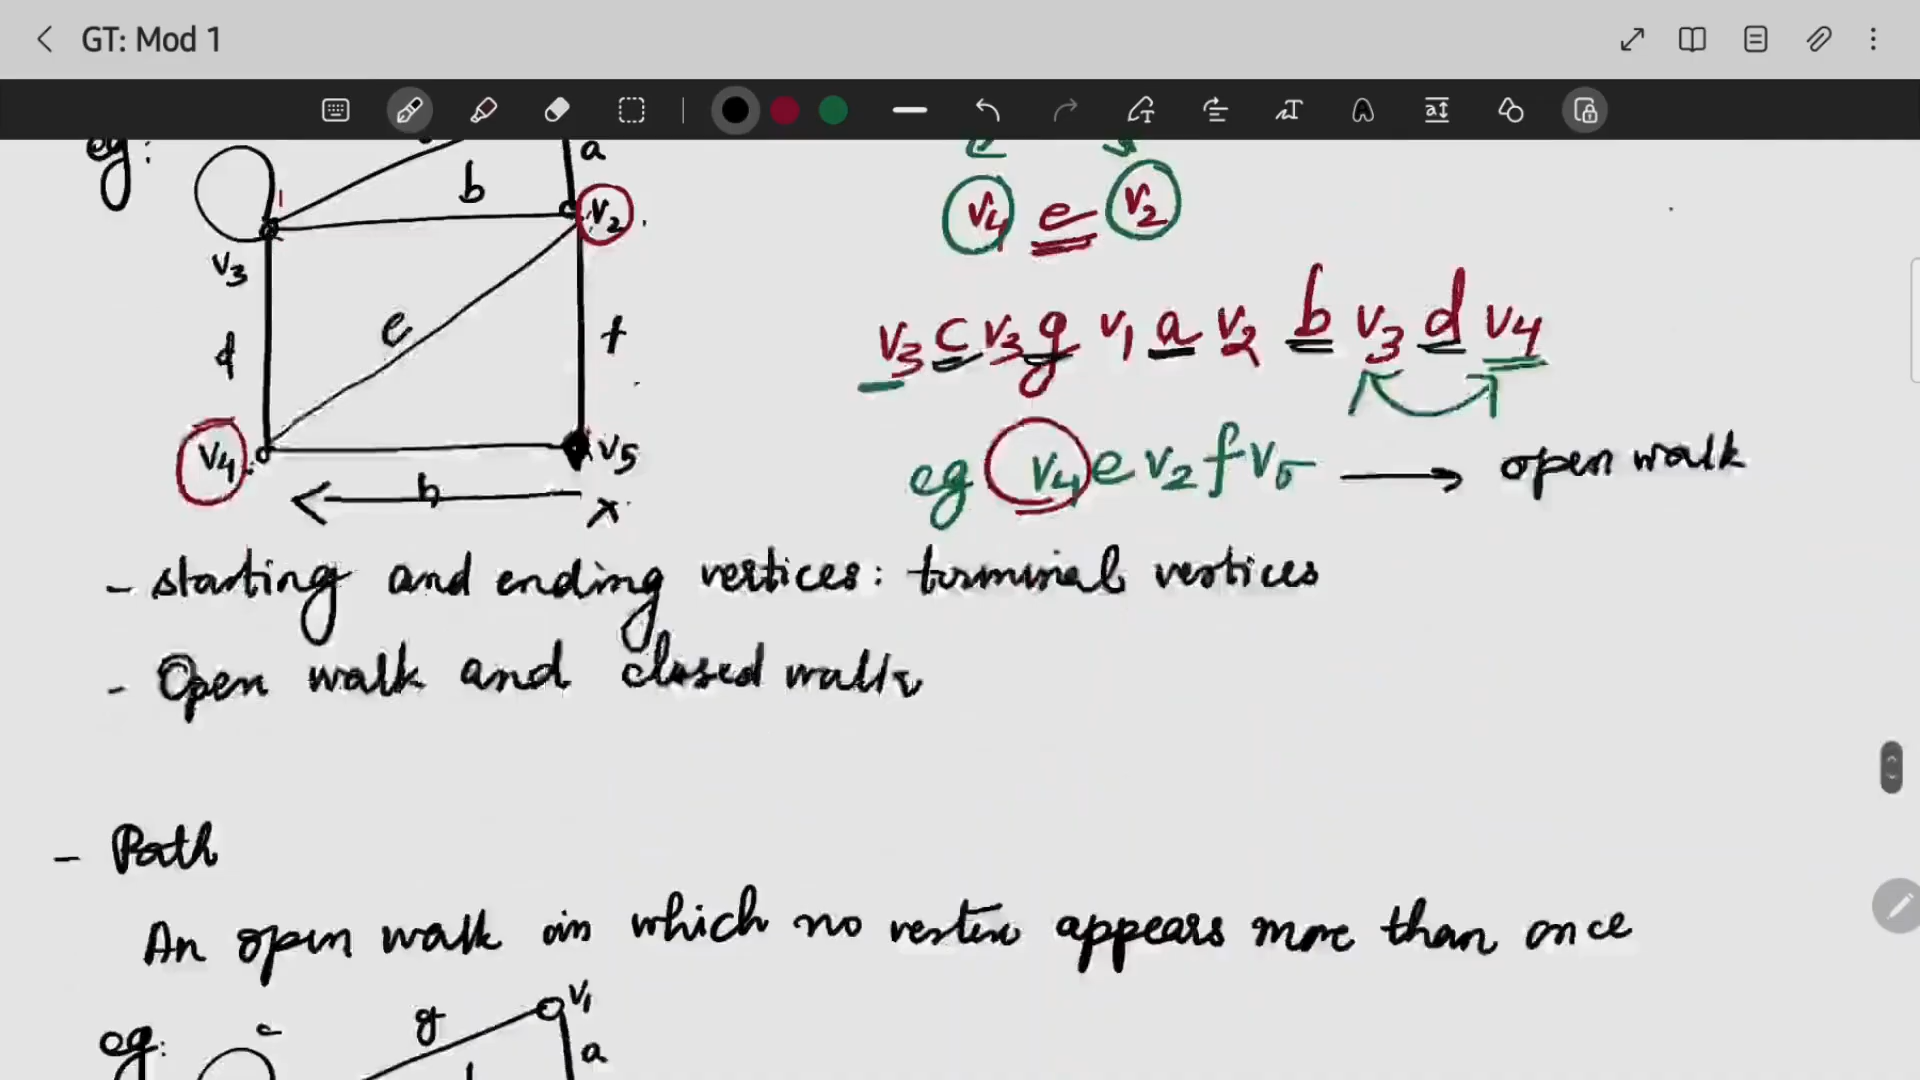 GT: Mod 1
eg:
a
b
v2
v4 e v2
v3
v3 c v3 g v1 a v2 b v3 d v4
e
f
d
v4
v5
eg v4 e v2 f v5 → open walk
h
x
- starting and ending vertices: terminal vertices
- Open walk and closed walk
- Path
An open walk in which no vertex appears more than once
v1
g
eg:
c
a